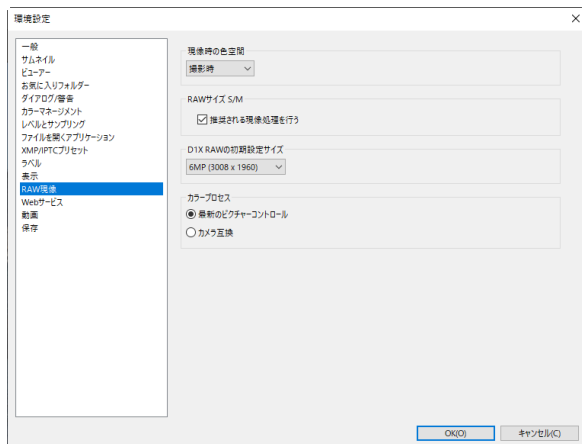 環境設定
一般
サムネイル
ビューアー
お気に入りフォルダー
ダイアログ/警告
カラーマネージメント
レベルとサンプリング
ファイルを開くアプリケーション
XMP/IPTCプリセット
ラベル
表示
RAW現像
Webサービス
動画
保存
現像時の色空間
撮影時
RAWサイズ S/M
推奨される現像処理を行う
D1X RAWの初期設定サイズ
6MP (3008 x 1960)
カラープロセス
最新のピクチャーコントロール
カメラ互換
OK(O)
キャンセル(C)